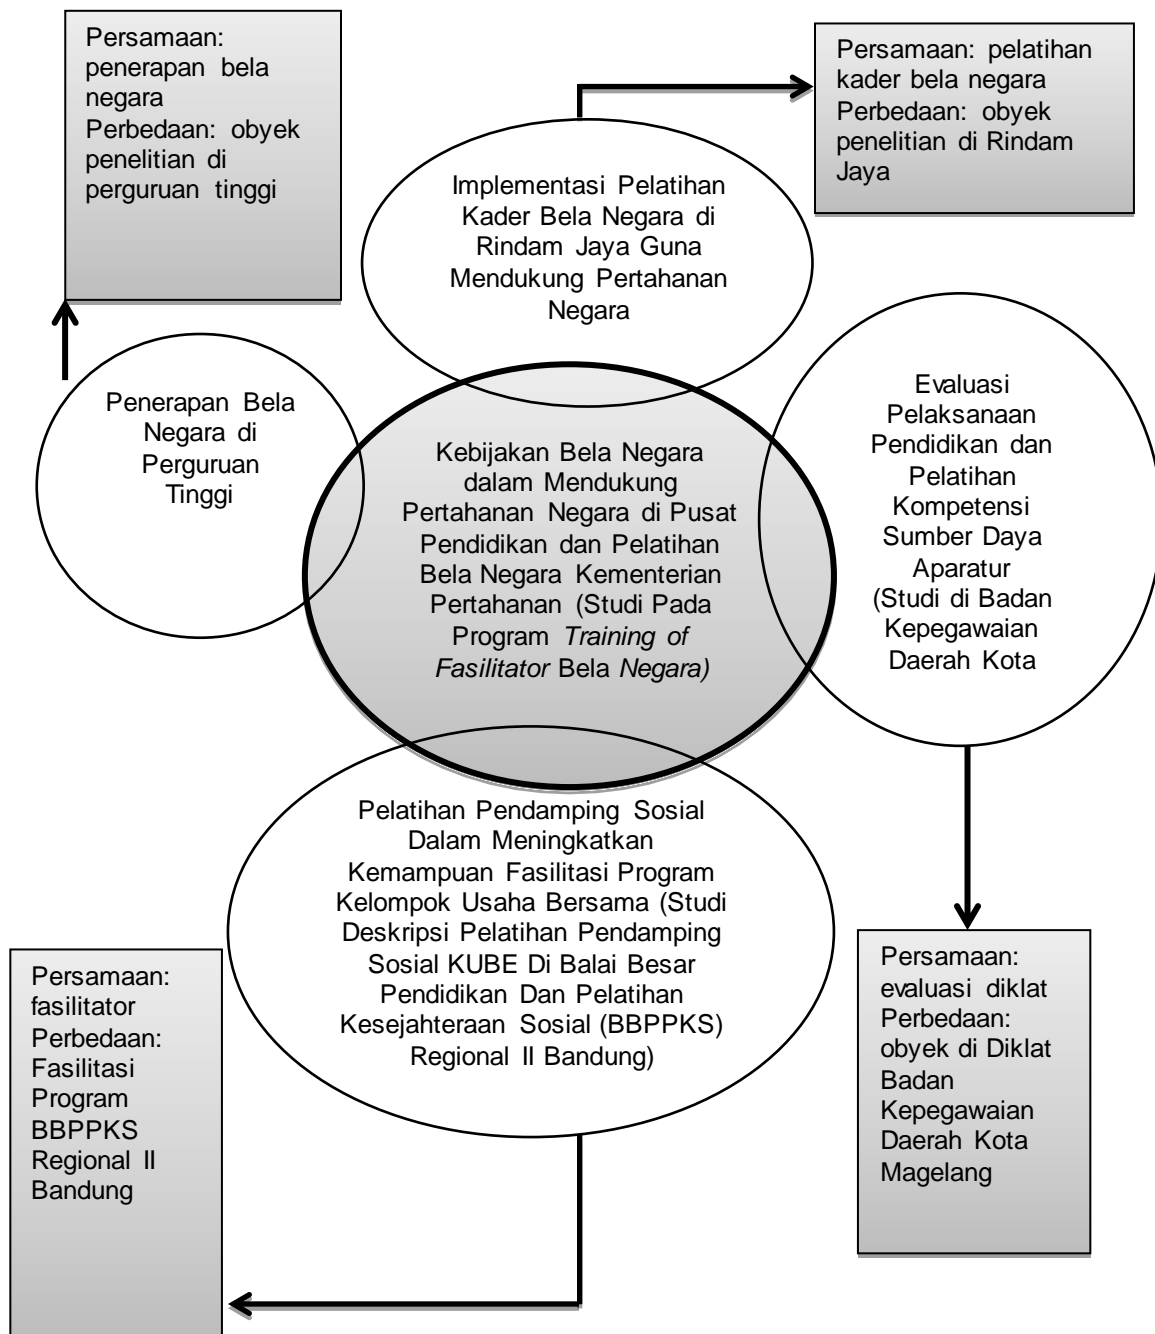 Persamaan:
penerapan bela
negara
Perbedaan: obyek
penelitian di
perguruan tinggi
Persamaan: pelatihan
kader bela negara
Perbedaan: obyek
penelitian di Rindam
Jaya
Implementasi Pelatihan
Kader Bela Negara di
Rindam Jaya Guna
Mendukung Pertahanan
Negara
Penerapan Bela
Negara di
Perguruan
Tinggi
Kebijakan Bela Negara
dalam Mendukung
Pertahanan Negara di Pusat
Pendidikan dan Pelatihan
Bela Negara Kementerian
Pertahanan (Studi Pada
Program Training of
Fasilitator Bela Negara)
Evaluasi
Pelaksanaan
Pendidikan dan
Pelatihan
Kompetensi
Sumber Daya
Aparatur
(Studi di Badan
Kepegawaian
Daerah Kota
Pelatihan Pendamping Sosial
Dalam Meningkatkan
Kemampuan Fasilitasi Program
Kelompok Usaha Bersama (Studi
Deskripsi Pelatihan Pendamping
Sosial KUBE Di Balai Besar
Pendidikan Dan Pelatihan
Kesejahteraan Sosial (BBPPKS)
Regional II Bandung)
Persamaan:
fasilitator
Perbedaan:
Fasilitasi
Program
BBPPKS
Regional II
Bandung
Persamaan:
evaluasi diklat
Perbedaan:
obyek di Diklat
Badan
Kepegawaian
Daerah Kota
Magelang